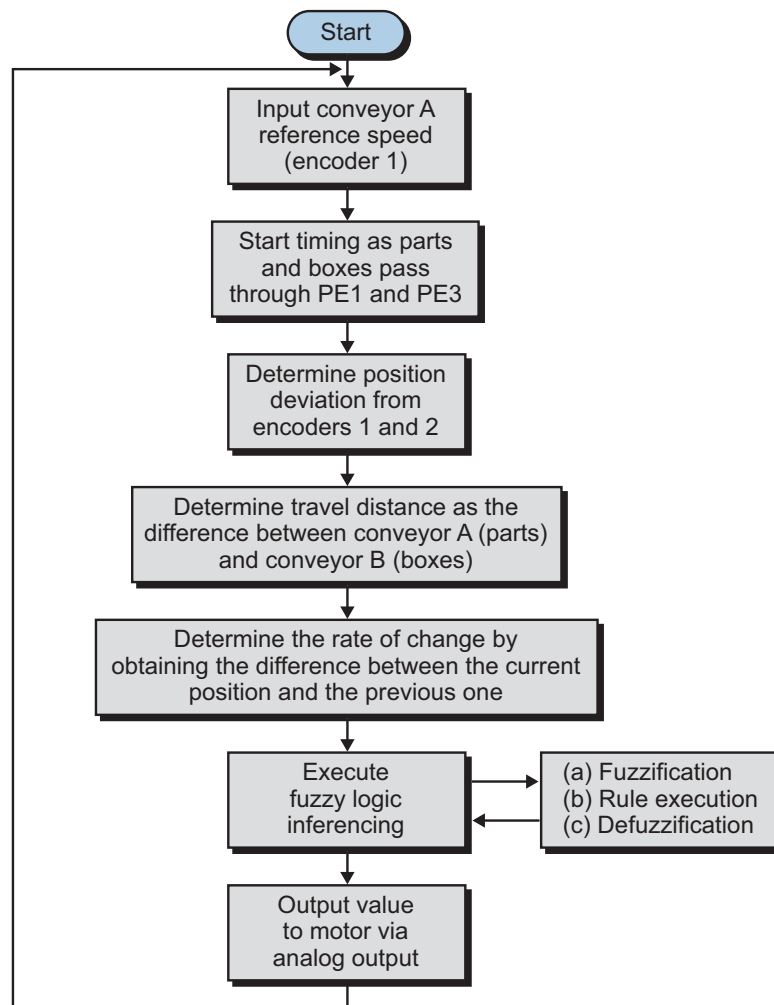 Start
Input conveyor A
reference speed
(encoder 1)
Start timing as parts
and boxes pass
through PE1 and PE3
Determine position
deviation from
encoders 1 and 2
Determine travel distance as the
difference between conveyor A (parts)
and conveyor B (boxes)
Determine the rate of change by
obtaining the difference between the current
position and the previous one
Execute
fuzzy logic
inferencing
(a) Fuzzification
(b) Rule execution
(c) Defuzzification
Output value
to motor via
analog output